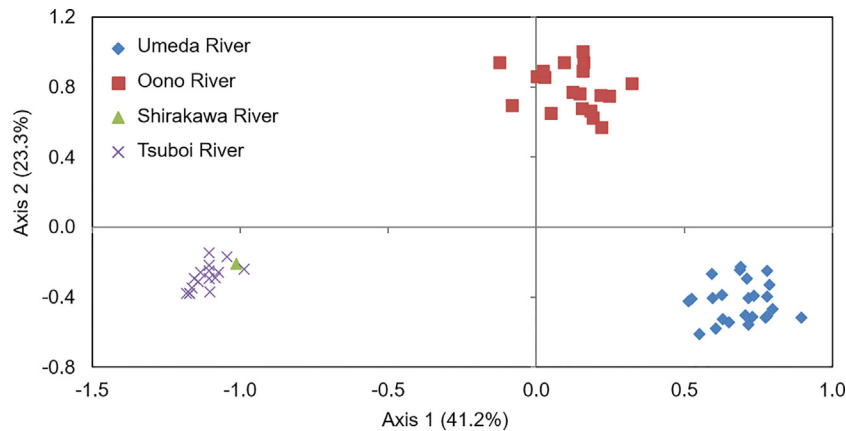 1.2
Umeda River
Oono River
0.8
Shirakawa River
0.4
Tsuboi River
Axis 2 (23.3%)
0.0
-0.4
-0.8
-1.5 -1.0 -0.5 0.0 0.5 1.0
Axis 1 (41.2%)